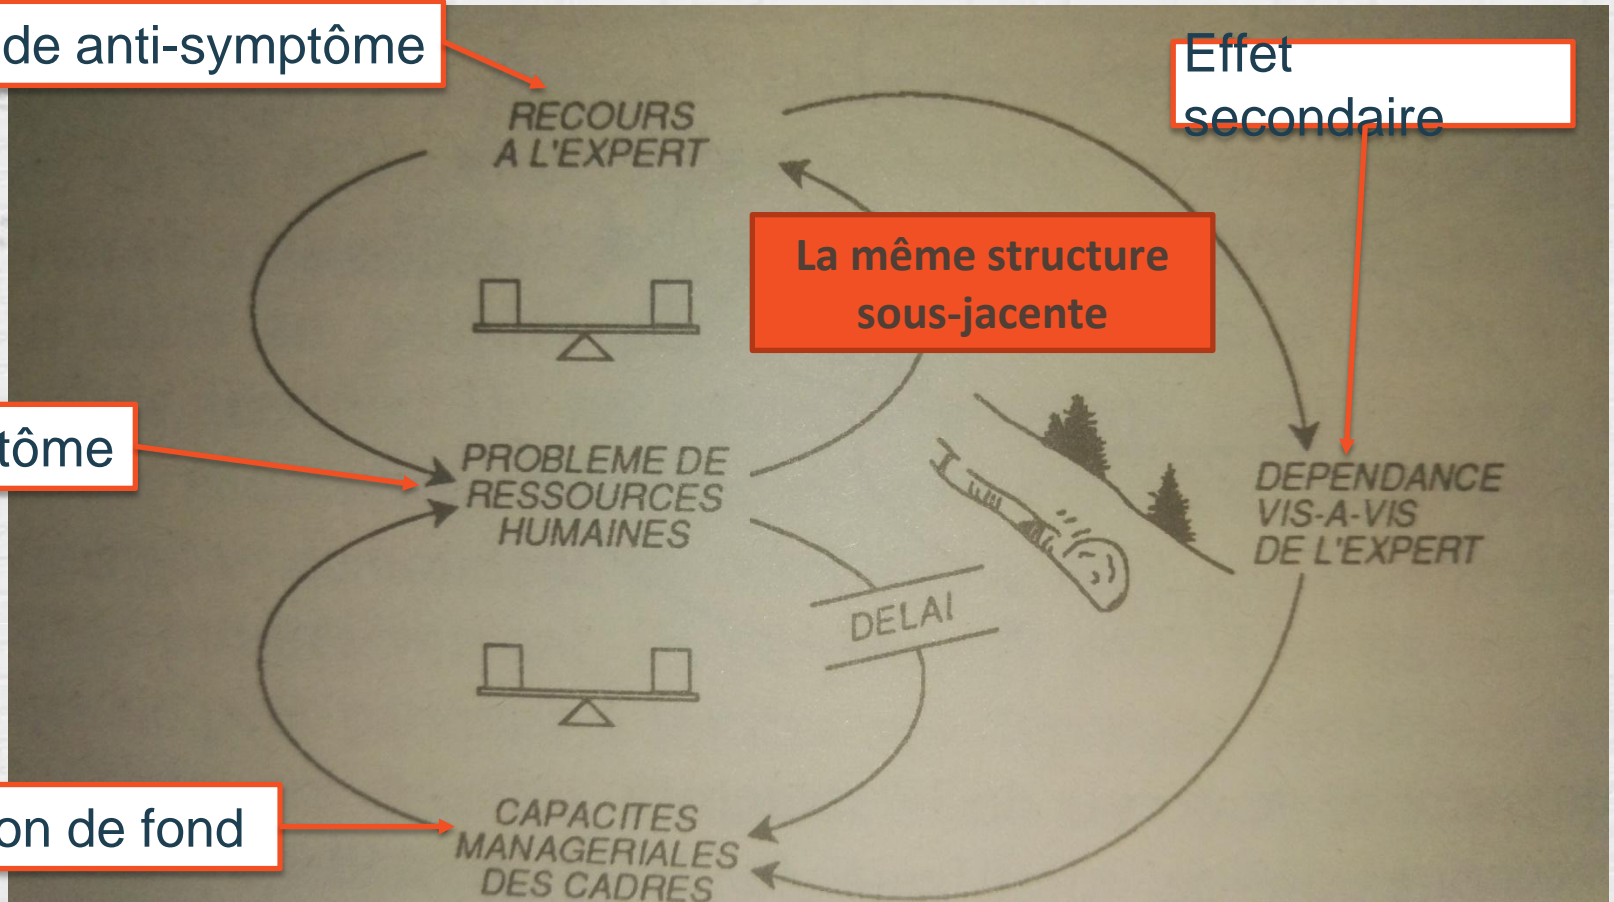 de anti-symptôme
Effet
secondaire
RECOURS
A L'EXPERT
La même structure
sous-jacente
tôme
PROBLEME DE
RESSOURCES
HUMAINES
DEPENDANCE
VIS-A-VIS
DE L'EXPERT
DELAI
on de fond
CAPACITES
MANAGERIALES
DES CADRES